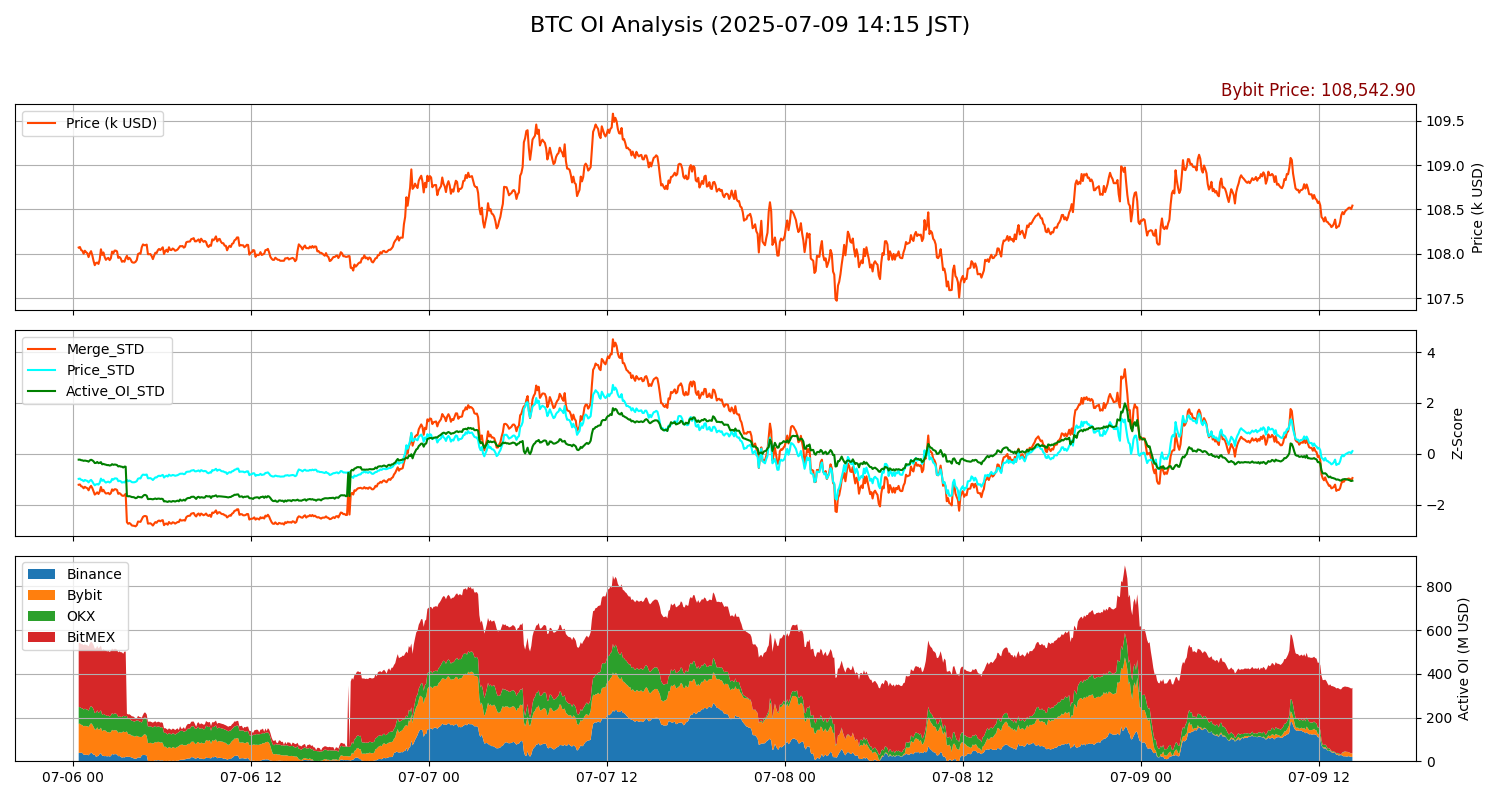 BTC OI Analysis (2025-07-09 14:15 JST)
Bybit Price: 108,542.90
Price (k USD)
109.5
109.0
108.5
108.0
107.5
Price (k USD)
Merge_STD
Price_STD
Active_OI_STD
4
2
0
−2
Z-Score
Binance
Bybit
OKX
BitMEX
800
600
400
200
0
Active OI (M USD)
07-06 00
07-06 12
07-07 00
07-07 12
07-08 00
07-08 12
07-09 00
07-09 12